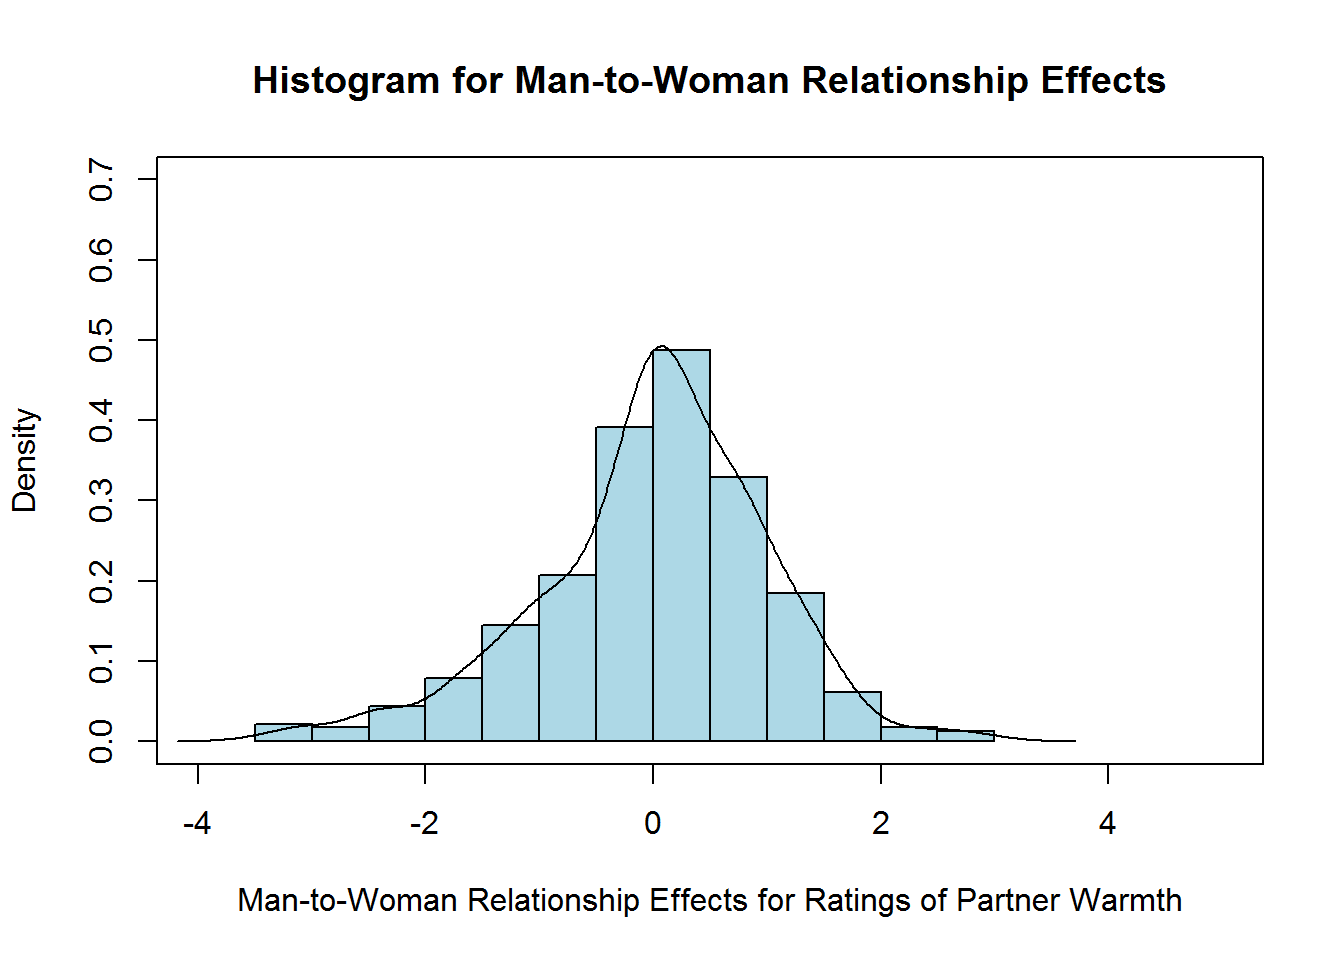 Histogram for Man-to-Woman Relationship Effects
0.7
0.6
0.5
0.4
0.3
0.2
0.1
0.0
Density
-4 -2 0 2 4
Man-to-Woman Relationship Effects for Ratings of Partner Warmth